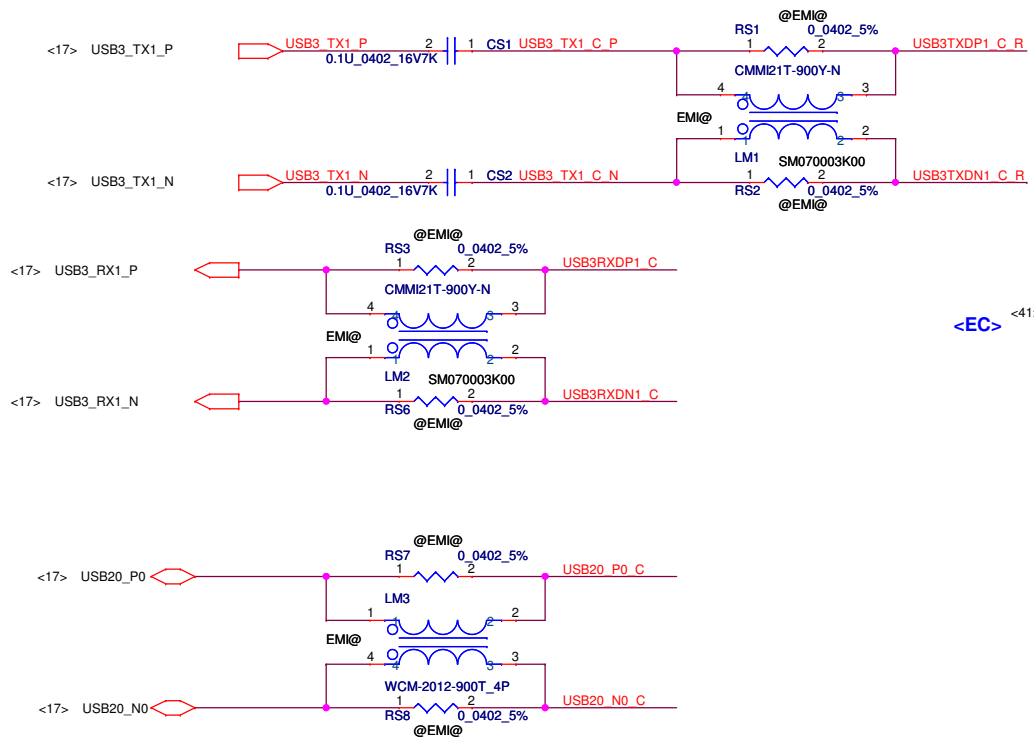 @EMI@
RS1 0_0402_5%
<17> USB3_TX1_P USB3_TX1_P 2 1 CS1 USB3_TX1_C_P 1 2 USB3TXDP1_C_R
0.1U_0402_16V7K
CMMI21T-900Y-N
4 4 3 3
EMI@
1 1 2 2
LM1 SM070003K00
<17> USB3_TX1_N USB3_TX1_N 2 1 CS2 USB3_TX1_C_N 1 2 USB3TXDN1_C_R
0.1U_0402_16V7K
RS2 0_0402_5%
@EMI@
@EMI@
RS3 0_0402_5%
<17> USB3_RX1_P 1 2 USB3RXDP1_C
CMMI21T-900Y-N
4 4 3 3
<EC> <41
EMI@
1 1 2 2
LM2 SM070003K00
<17> USB3_RX1_N 1 2 USB3RXDN1_C
RS6 0_0402_5%
@EMI@
@EMI@
RS7 0_0402_5%
<17> USB20_P0 1 2 USB20_P0_C
LM3
1 1 2 2
EMI@
4 4 3 3
WCM-2012-900T_4P
<17> USB20_N0 1 2 USB20_N0_C
RS8 0_0402_5%
@EMI@